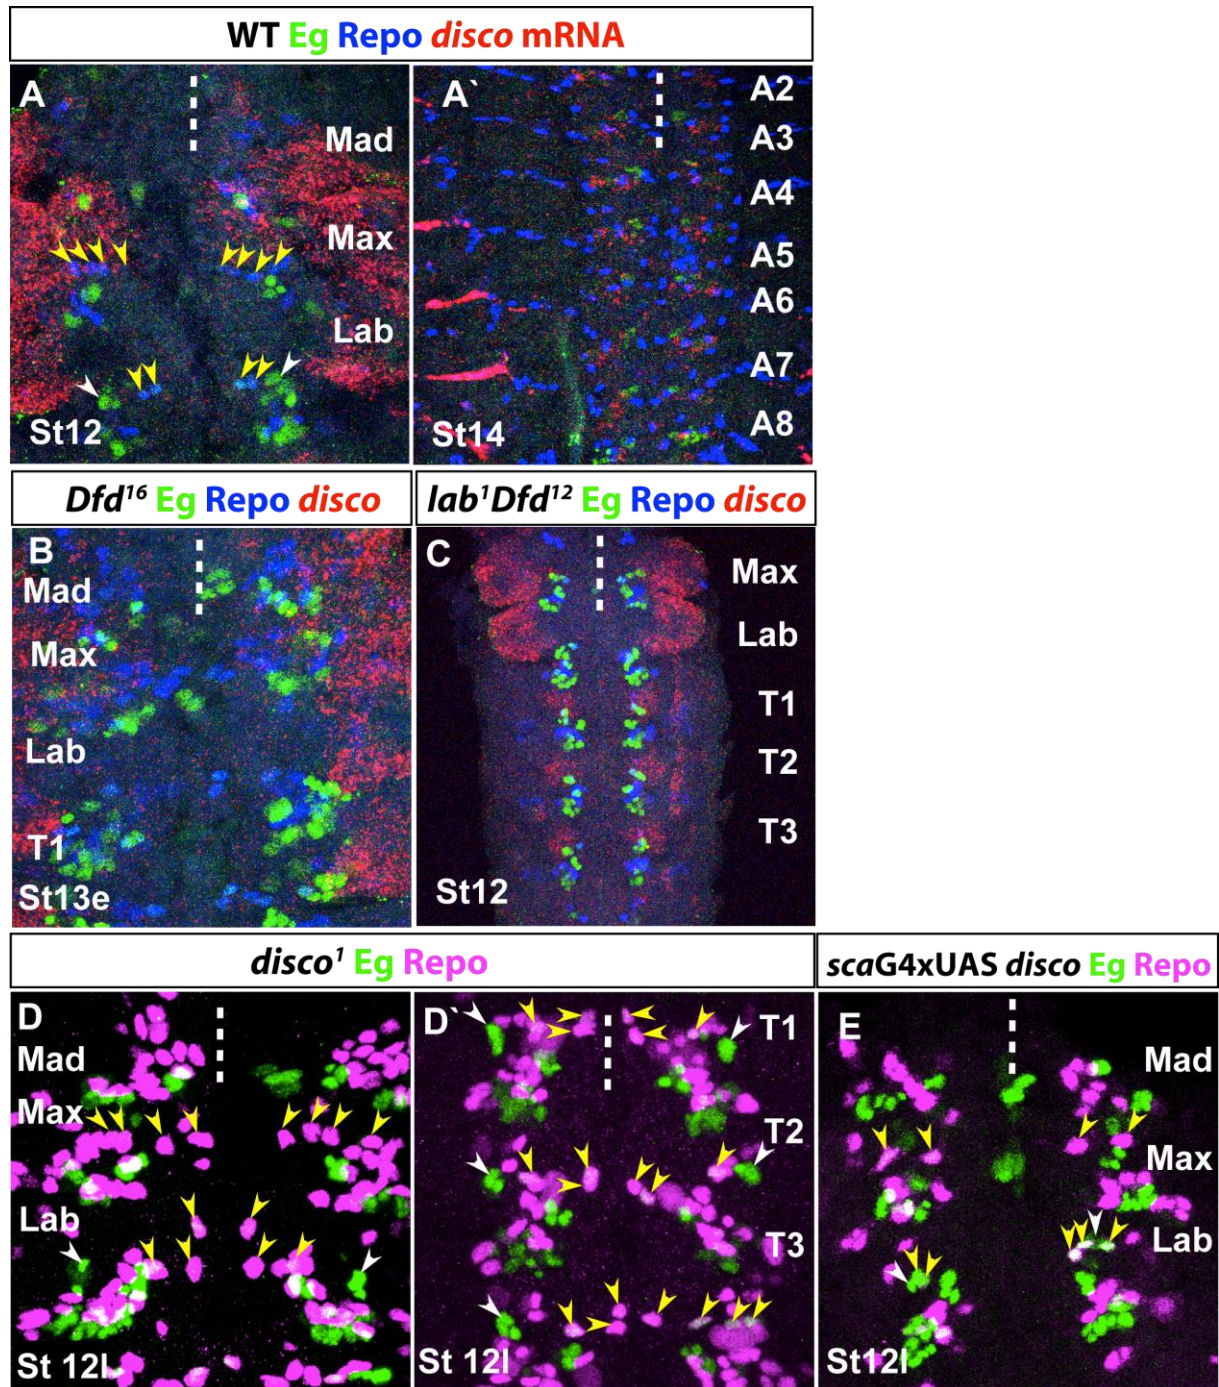 WT Eg Repo disco mRNA
A
Mad
Max
Lab
St12
A`
A2
A3
A4
A5
A6
A7
A8
St14
Dfd¹⁶ Eg Repo disco
lab¹Dfd¹² Eg Repo disco
B
Mad
Max
Lab
T1
St13e
C
Max
Lab
T1
T2
T3
St12
disco¹ Eg Repo
scaG4xUAS disco Eg Repo
D
Mad
Max
Lab
St 12l
D`
T1
T2
T3
St 12l
E
Mad
Max
Lab
St12l